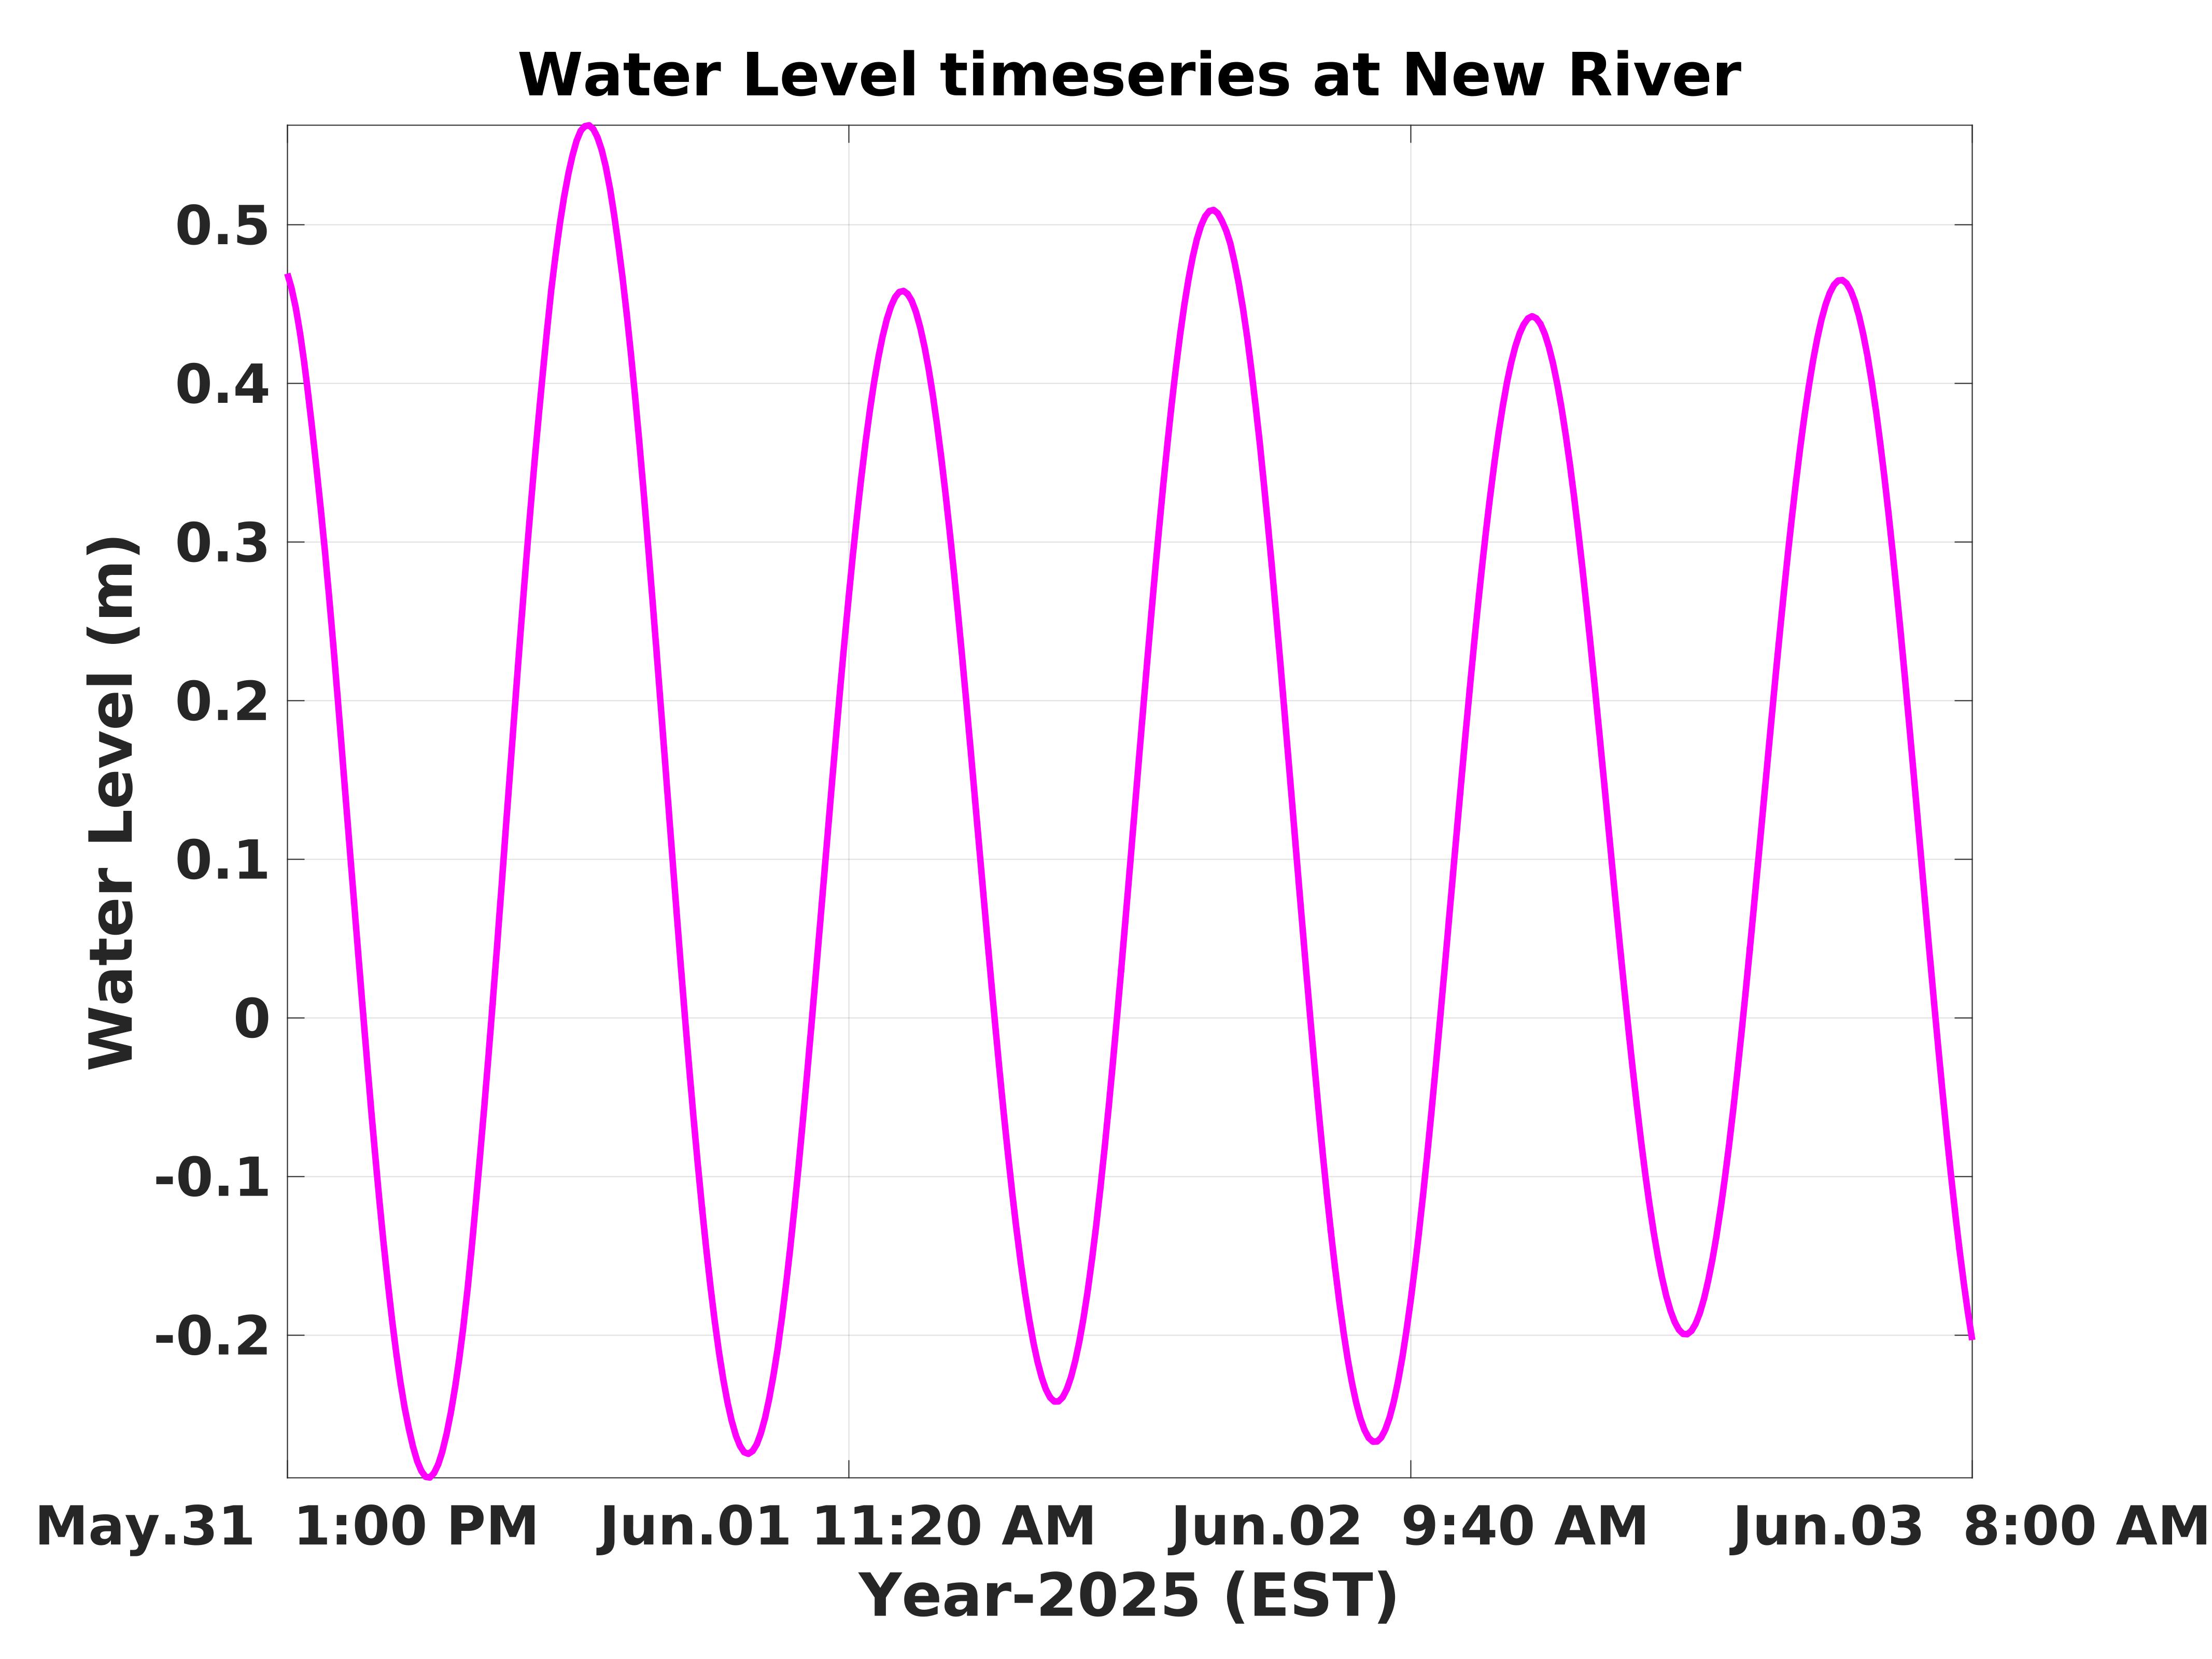 Water Level timeseries at New River
Water Level (m)
0.5
0.4
0.3
0.2
0.1
0
-0.1
-0.2
May.31 1:00 PM
Jun.01 11:20 AM
Jun.02 9:40 AM
Jun.03 8:00 AM
Year-2025 (EST)